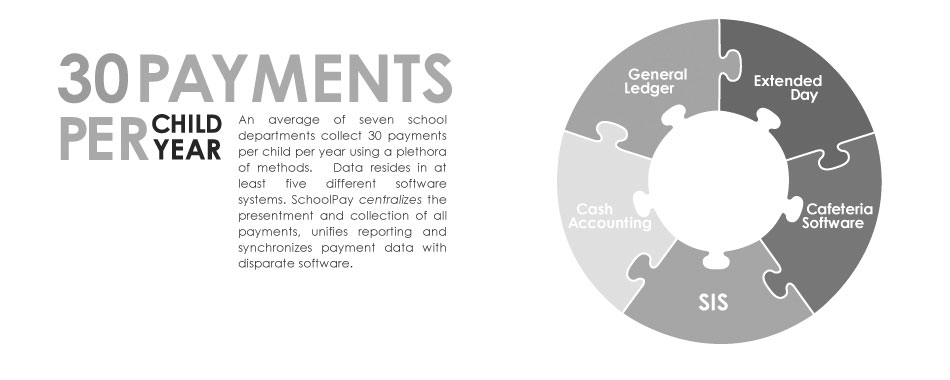 30 PAYMENTS
PER CHILD YEAR
An average of seven school
departments collect 30 payments
per child per year using a plethora
of methods. Data resides in at
least five different software
systems. SchoolPay centralizes the
presentment and collection of all
payments, unifies reporting and
synchronizes payment data with
disparate software.
General
Ledger
Extended
Day
Cash
Accounting
Cafeteria
Software
SIS